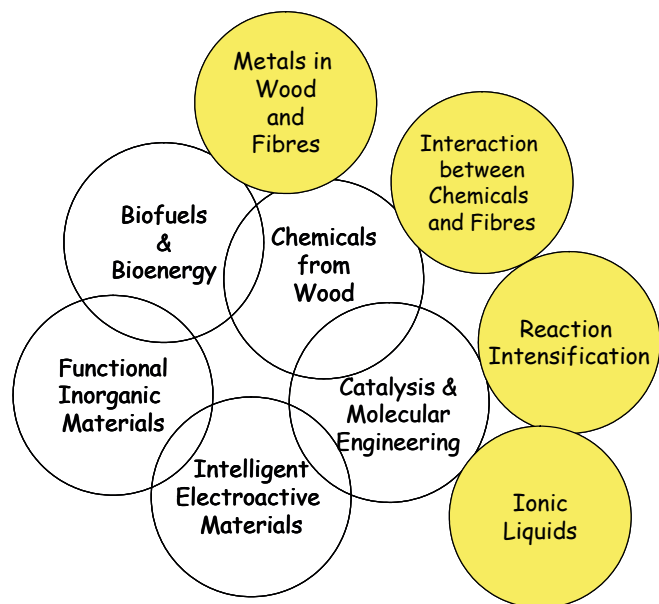 Metals in
Wood
and
Fibres
Interaction
between
Chemicals
and Fibres
Biofuels
&
Bioenergy
Chemicals
from
Wood
Reaction
Intensification
Functional
Inorganic
Materials
Catalysis &
Molecular
Engineering
Intelligent
Electroactive
Materials
Ionic
Liquids